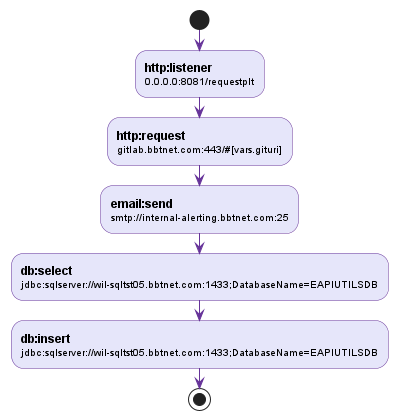 http:listener
0.0.0.0:8081/requestplt
http:request
gitlab.bbtnet.com:443/#[vars.gituri]
email:send
smtp://internal-alerting.bbtnet.com:25
db:select
jdbc:sqlserver://wil-sqltst05.bbtnet.com:1433;DatabaseName=EAPIUTILSDB
db:insert
jdbc:sqlserver://wil-sqltst05.bbtnet.com:1433;DatabaseName=EAPIUTILSDB